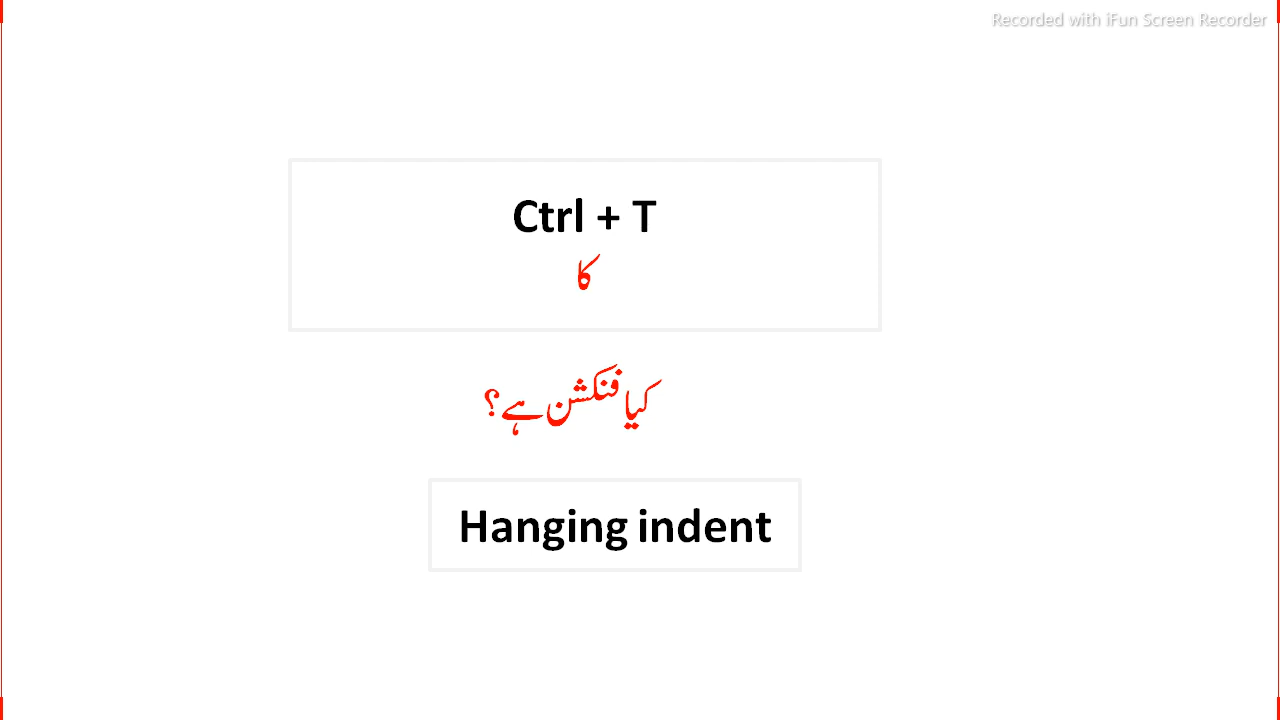 Recorded with iFun Screen Recorder
Ctrl + T
کا
کیا فنکشن ہے؟
Hanging indent